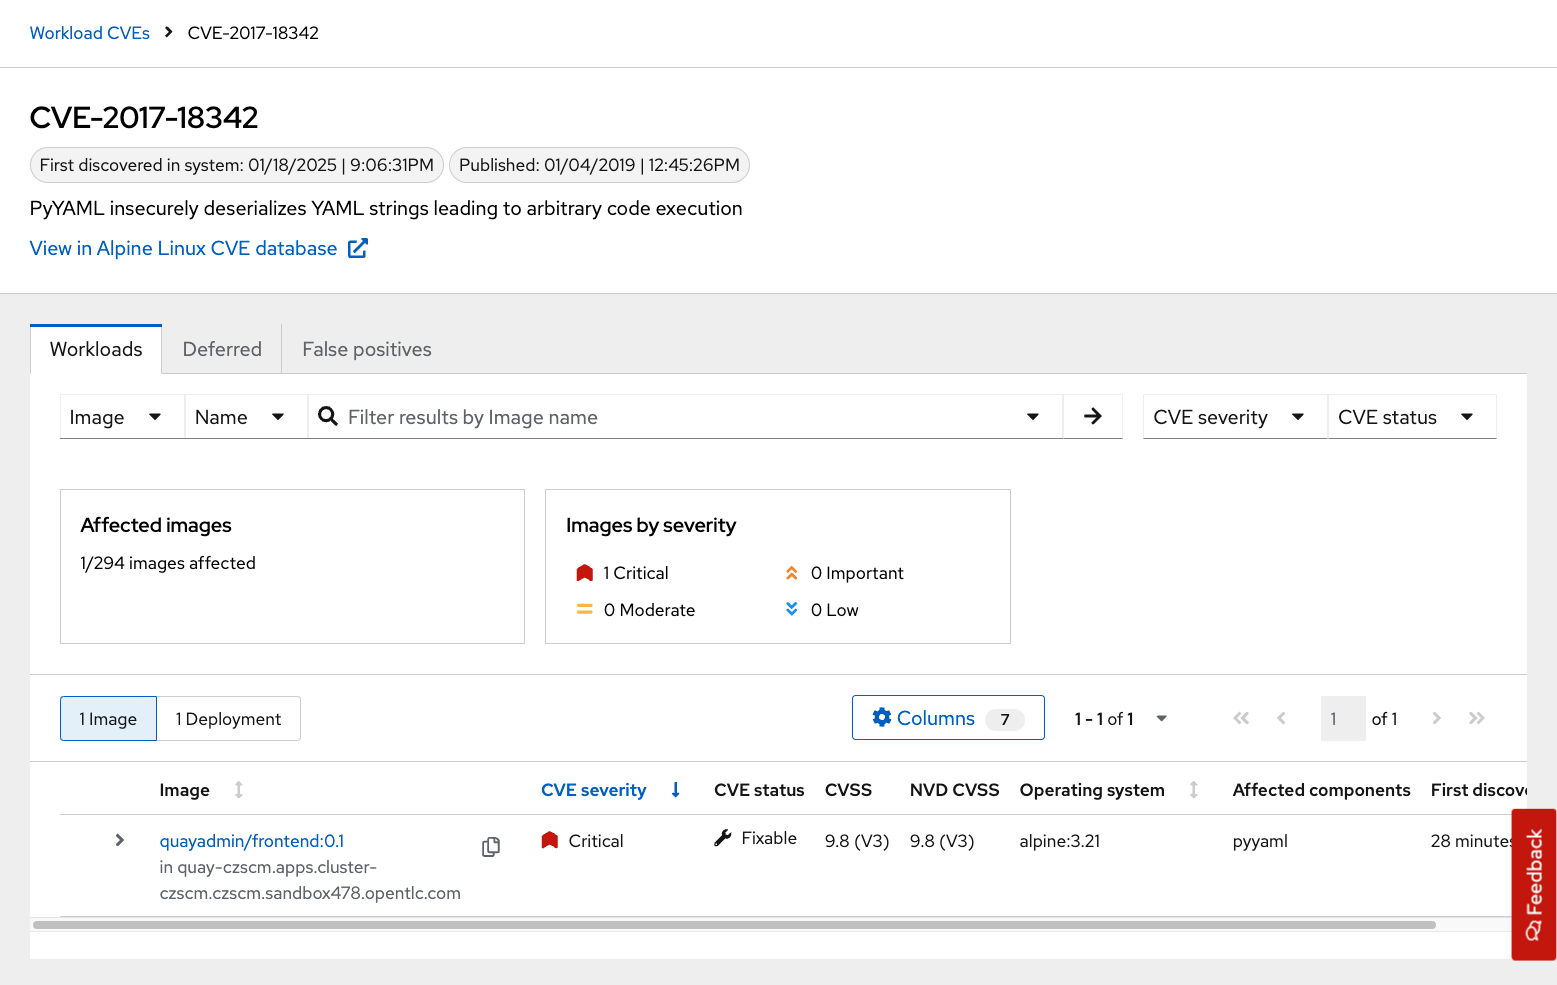 Workload CVEs > CVE-2017-18342
CVE-2017-18342
First discovered in system: 01/18/2025 | 9:06:31PM Published: 01/04/2019 | 12:45:26PM
PyYAML insecurely deserializes YAML strings leading to arbitrary code execution
View in Alpine Linux CVE database
Workloads Deferred False positives
Image Name Filter results by Image name CVE severity CVE status
Affected images
1/294 images affected
Images by severity
1 Critical 0 Important
0 Moderate 0 Low
1 Image 1 Deployment Columns 7 1 - 1 of 1 1 of 1
Image CVE severity CVE status CVSS NVD CVSS Operating system Affected components First
quayadmin/frontend:0.1 Critical Fixable 9.8 (V3) 9.8 (V3) alpine:3.21 pyyaml 28 minutes
in quay-czscm.apps.cluster-
czscm.czscm.sandbox478.opentlc.com
Feedback